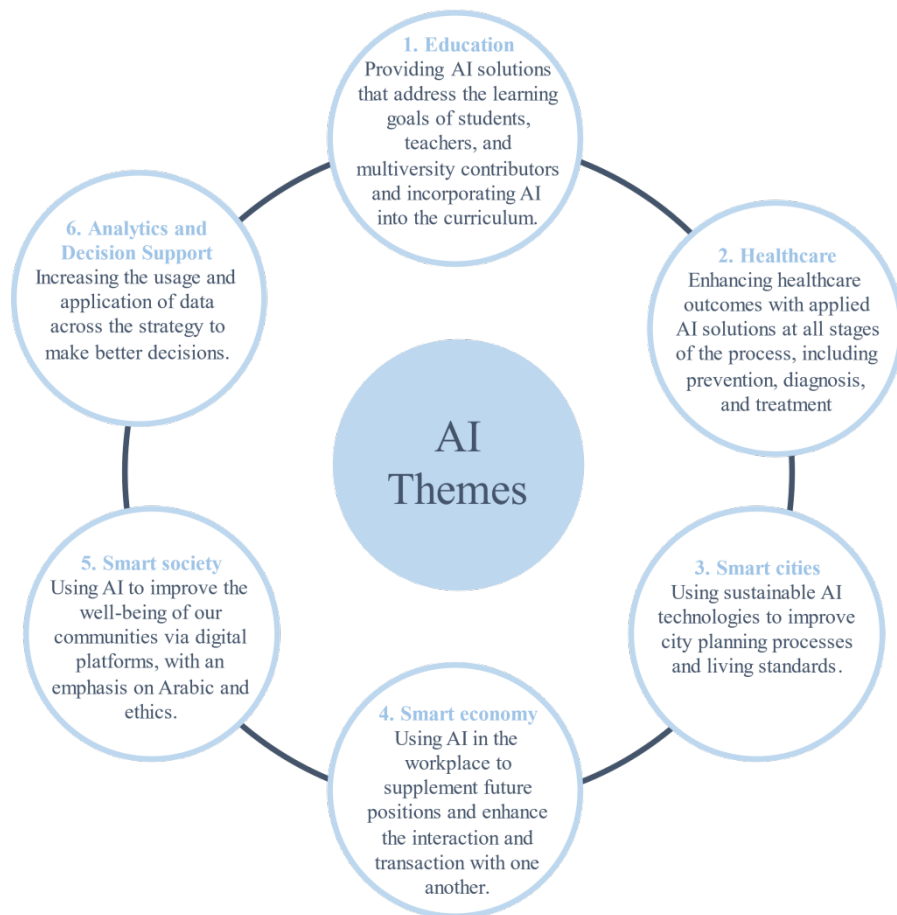 1. Education
Providing AI solutions
that address the learning
goals of students,
teachers, and
multiversity contributors
and incorporating AI
into the curriculum.
2. Healthcare
Enhancing healthcare
outcomes with applied
AI solutions at all stages
of the process, including
prevention, diagnosis,
and treatment
3. Smart cities
Using sustainable AI
technologies to improve
city planning processes
and living standards.
4. Smart economy
Using AI in the
workplace to
supplement future
positions and enhance
the interaction and
transaction with one
another.
5. Smart society
Using AI to improve the
well-being of our
communities via digital
platforms, with an
emphasis on Arabic and
ethics.
6. Analytics and
Decision Support
Increasing the usage and
application of data
across the strategy to
make better decisions.
AI
Themes